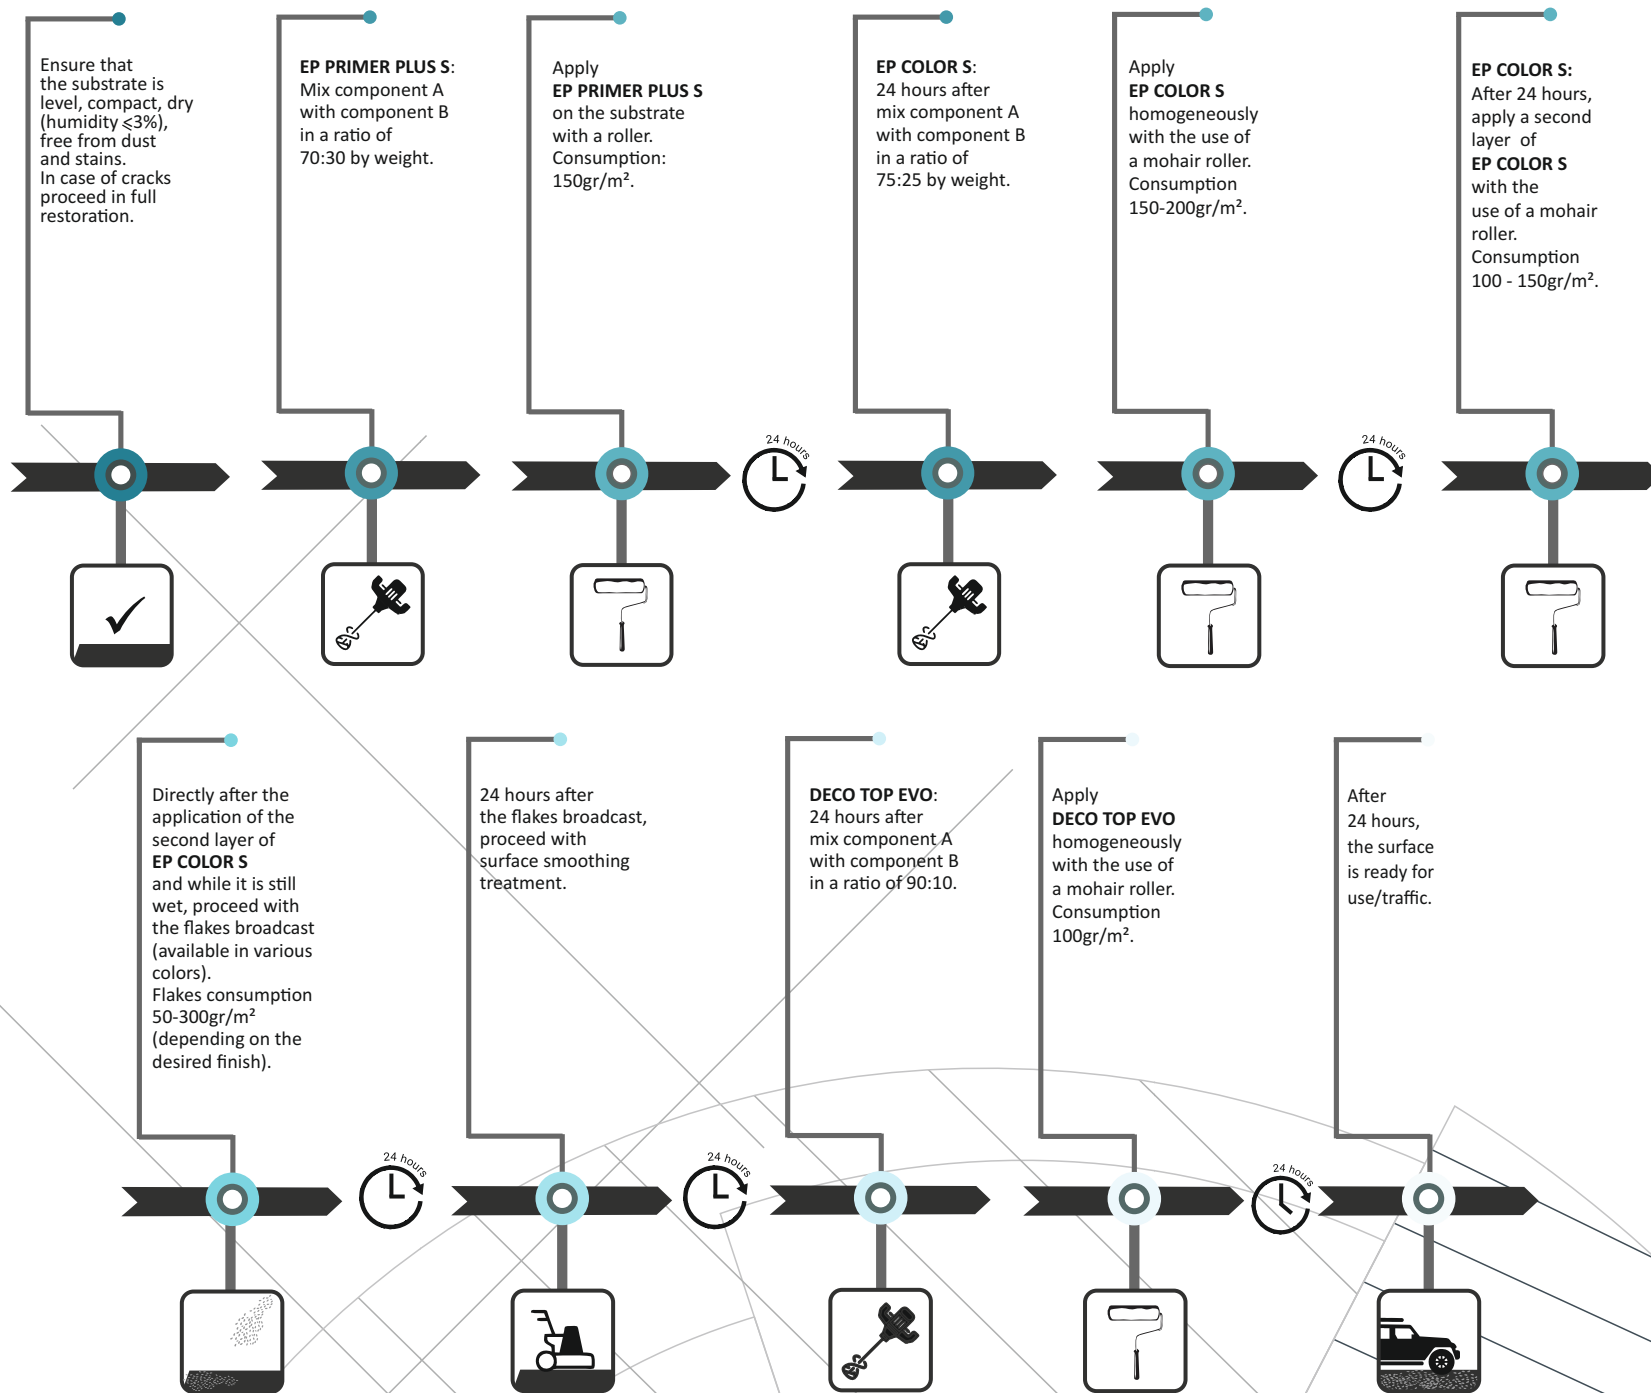 Ensure that
the substrate is
level, compact, dry
(humidity ⩽3%),
free from dust
and stains.
In case of cracks
proceed in full
restoration.
EP PRIMER PLUS S:
Mix component A
with component B
in a ratio of
70:30 by weight.
Apply
EP PRIMER PLUS S
on the substrate
with a roller.
Consumption:
150gr/m².
EP COLOR S:
24 hours after
mix component A
with component B
in a ratio of
75:25 by weight.
Apply
EP COLOR S
homogeneously
with the use of
a mohair roller.
Consumption
150-200gr/m².
EP COLOR S:
After 24 hours,
apply a second
layer of
EP COLOR S
with the
use of a mohair
roller.
Consumption
100 - 150gr/m².
24 hours
24 hours
Directly after the
application of the
second layer of
EP COLOR S
and while it is still
wet, proceed with
the flakes broadcast
(available in various
colors).
Flakes consumption
50-300gr/m²
(depending on the
desired finish).
24 hours after
the flakes broadcast,
proceed with
surface smoothing
treatment.
DECO TOP EVO:
24 hours after
mix component A
with component B
in a ratio of 90:10.
Apply
DECO TOP EVO
homogeneously
with the use of
a mohair roller.
Consumption
100gr/m².
After
24 hours,
the surface
is ready for
use/traffic.
24 hours
24 hours
24 hours